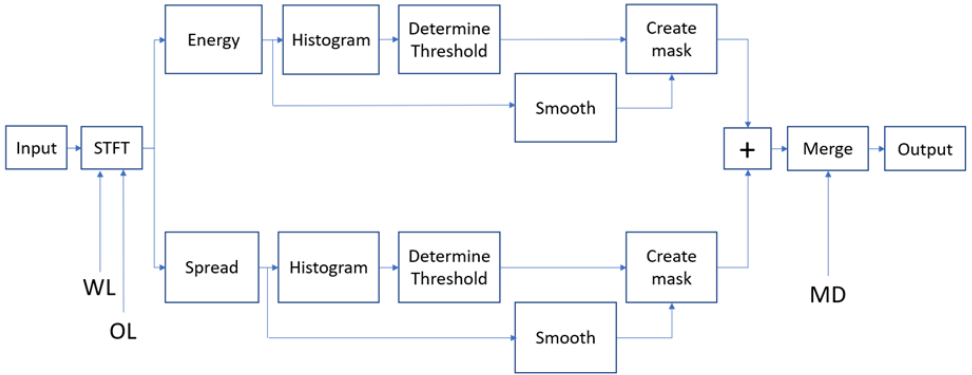 Energy
Histogram
Determine
Threshold
Create
mask
Smooth
Input
STFT
+
Merge
Output
Spread
Histogram
Determine
Threshold
Create
mask
Smooth
WL
OL
MD